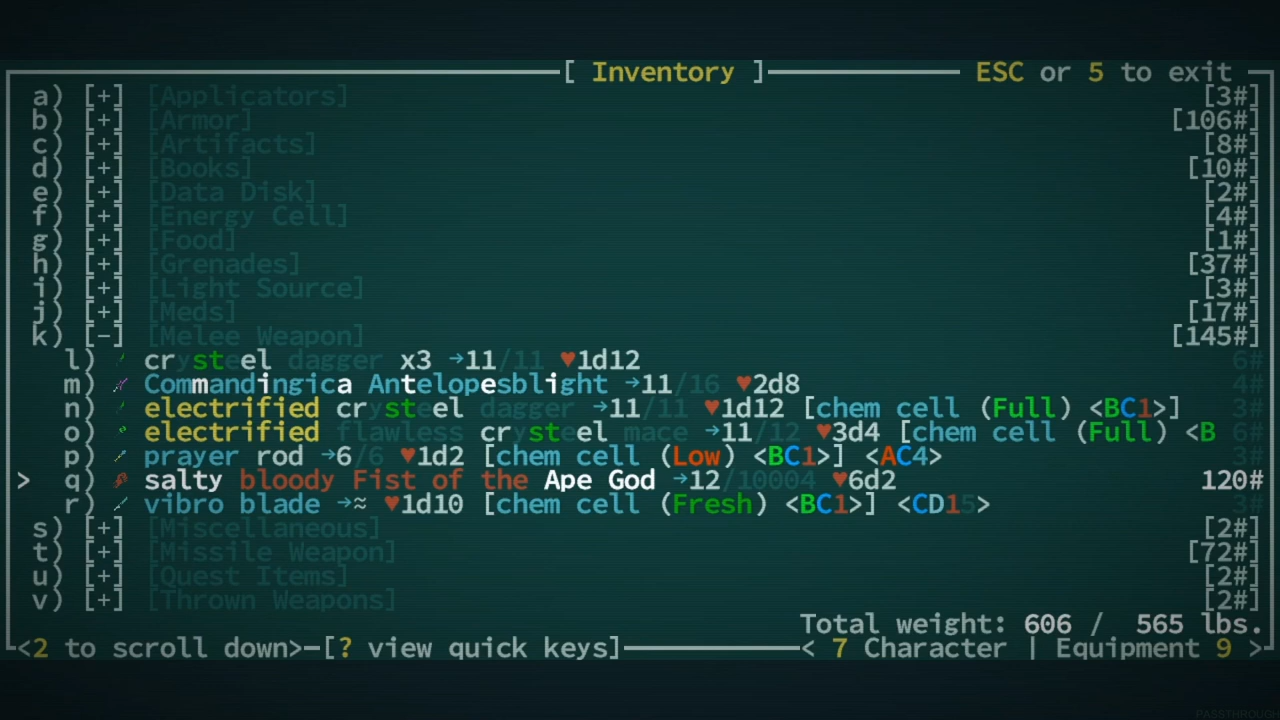 [ Inventory ] ESC or 5 to exit
a) [+] [Applicators] [3#]
b) [+] [Armor] [106#]
c) [+] [Artifacts] [8#]
d) [+] [Books] [10#]
e) [+] [Data Disk] [2#]
f) [+] [Energy Cell] [4#]
g) [+] [Food] [1#]
h) [+] [Grenades] [37#]
i) [+] [Light Source] [3#]
j) [+] [Meds] [17#]
k) [-] [Melee Weapon] [145#]
l) crysteel dagger x3 →11/11 ♥1d12 6#
m) Commandingica Antelopesblight →11/16 ♥2d8 4#
n) electrified crysteel dagger →11/11 ♥1d12 [chem cell (Full) <BC1>] 3#
o) electrified flawless crysteel mace →11/12 ♥3d4 [chem cell (Full) <B 6#
p) prayer rod →6/6 ♥1d2 [chem cell (Low) <BC1>] <AC4> 3#
> q) salty bloody Fist of the Ape God →12/10004 ♥6d2 120#
r) vibro blade →≈ ♥1d10 [chem cell (Fresh) <BC1>] <CD15> 3#
s) [+] [Miscellaneous] [2#]
t) [+] [Missile Weapon] [72#]
u) [+] [Quest Items] [2#]
v) [+] [Thrown Weapons] [2#]
Total weight: 606 / 565 lbs.
<2 to scroll down> [? view quick keys] < 7 Character | Equipment 9 >
PASSTHROUGH